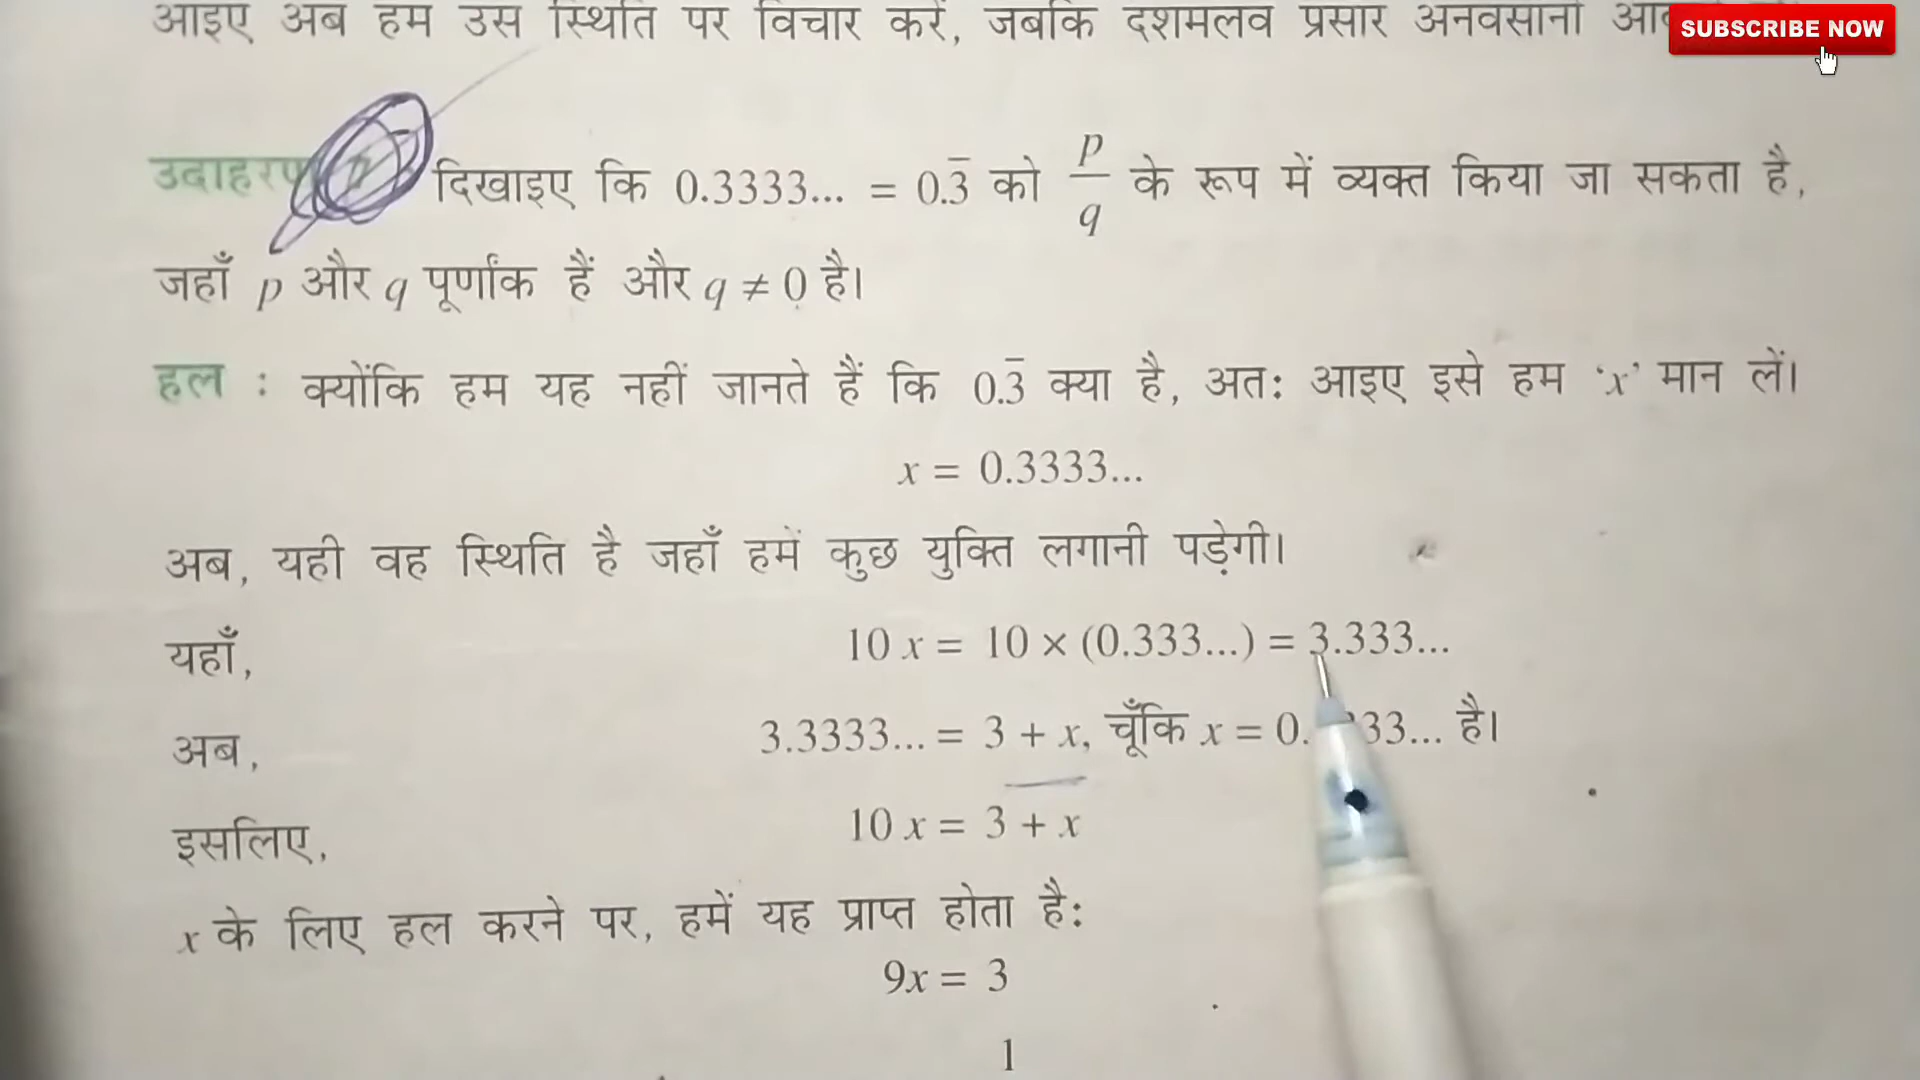 आइए अब हम उस स्थिति पर विचार करें, जबकि दशमलव प्रसार अनवसानी
SUBSCRIBE NOW
उदाहरण दिखाइए कि 0.3333... = 0.3̅ को p/q के रूप में व्यक्त किया जा सकता है,
जहाँ p और q पूर्णांक हैं और q ≠ 0 है।
हल : क्योंकि हम यह नहीं जानते हैं कि 0.3̅ क्या है, अतः आइए इसे हम ‘x’ मान लें।
x = 0.3333...
अब, यही वह स्थिति है जहाँ हमें कुछ युक्ति लगानी पड़ेगी।
यहाँ, 10 x = 10 × (0.333...) = 3.333...
अब, 3.3333... = 3 + x, चूँकि x = 0. 33... है।
इसलिए, 10 x = 3 + x
x के लिए हल करने पर, हमें यह प्राप्त होता है:
9x = 3
1